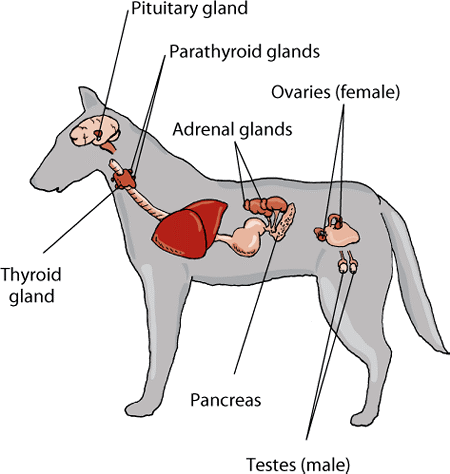 Pituitary gland
Parathyroid glands
Ovaries (female)
Adrenal glands
Thyroid
gland
Pancreas
Testes (male)